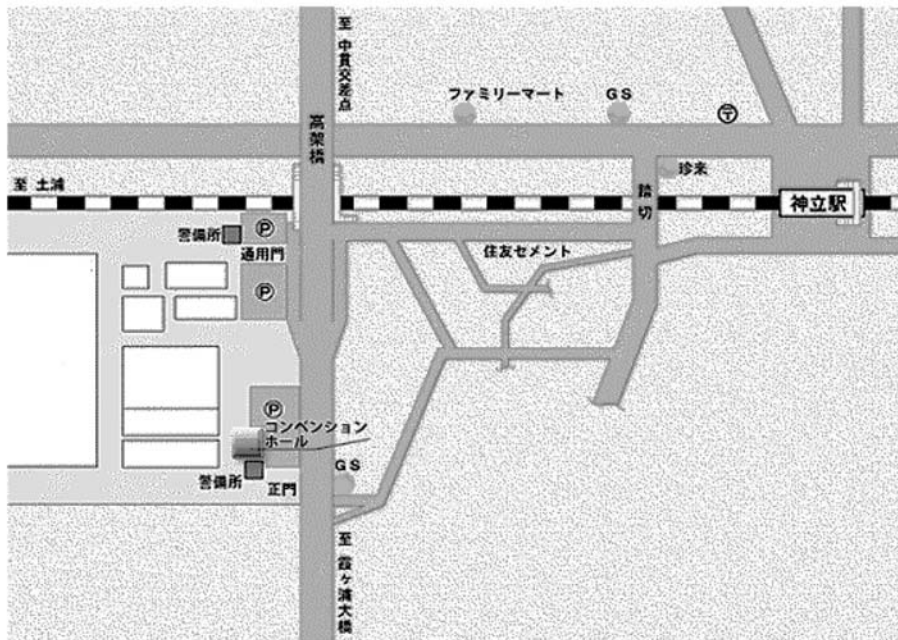 至 中貫交差点
ファミリーマート
GS
〒
高架橋
珍来
至 土浦
踏切
神立駅
警備所
P
通用門
住友セメント
P
P
コンベンション
ホール
警備所
正門
GS
至 霞ヶ浦大橋